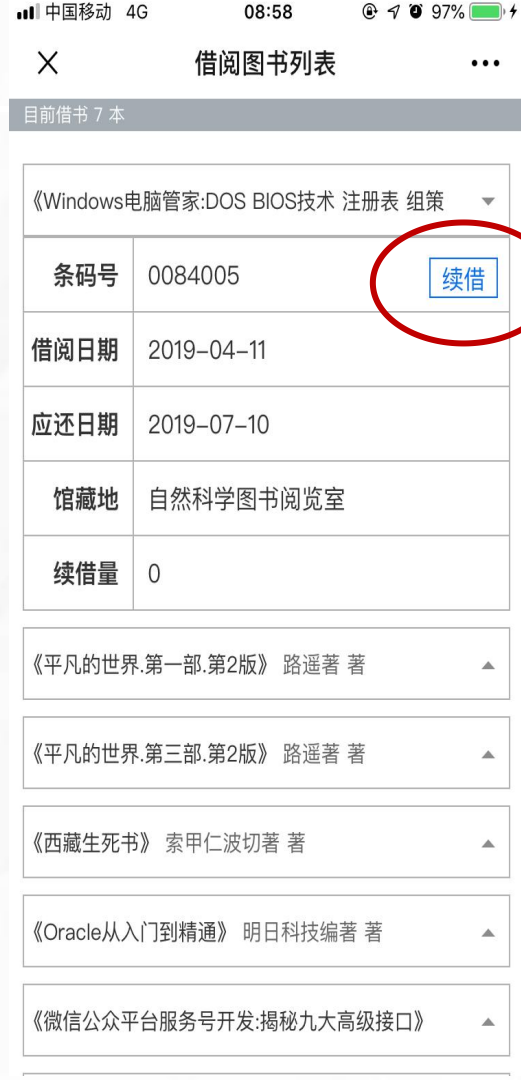 中国移动 4G 08:58 97%
借阅图书列表
目前借书 7 本
《Windows电脑管家:DOS BIOS技术 注册表 组策
条码号 0084005 续借
借阅日期 2019-04-11
应还日期 2019-07-10
馆藏地 自然科学图书阅览室
续借量 0
《平凡的世界.第一部.第2版》 路遥著 著
《平凡的世界.第三部.第2版》 路遥著 著
《西藏生死书》 索甲仁波切著 著
《Oracle从入门到精通》 明日科技编著 著
《微信公众平台服务号开发:揭秘九大高级接口》